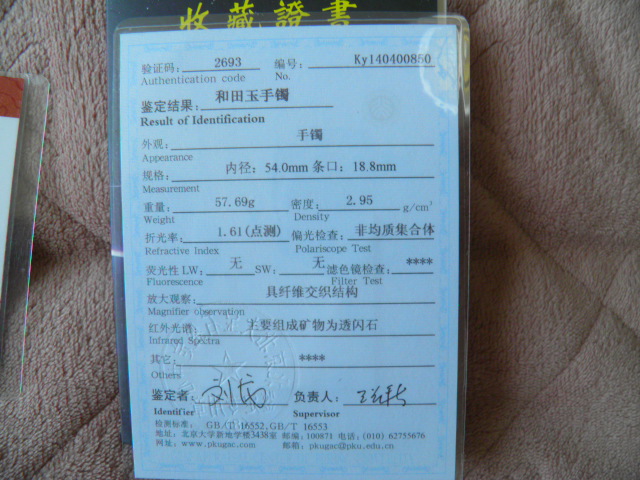 收藏證書
验证码: 2693 编号: Ky140400850
Authentication code No.
鉴定结果: 和田玉手镯
Result of Identification
外观: 手镯
Appearance
规格: 内径: 54.0mm 条口: 18.8mm
Measurement
重量: 57.69g 密度: 2.95 g/cm³
Weight Density
折光率: 1.61(点测) 偏光检查: 非均质集合体
Refractive Index Polariscope Test
荧光性 LW: 无 SW: 无 滤色镜检查: ****
Fluorescence Filter Test
放大观察: 具纤维交织结构
Magnifier observation
红外光谱: 主要组成矿物为透闪石
Infrared Spectra
其它: ****
Others
鉴定者: 负责人:
Identifier Supervisor
检测标准: GB/T 16552,GB/T 16553
地址: 北京大学新地学楼3438室 邮编:100871 电话:(010) 62755676
网址: www.pkugac.com 邮箱: pkugac@pku.edu.cn